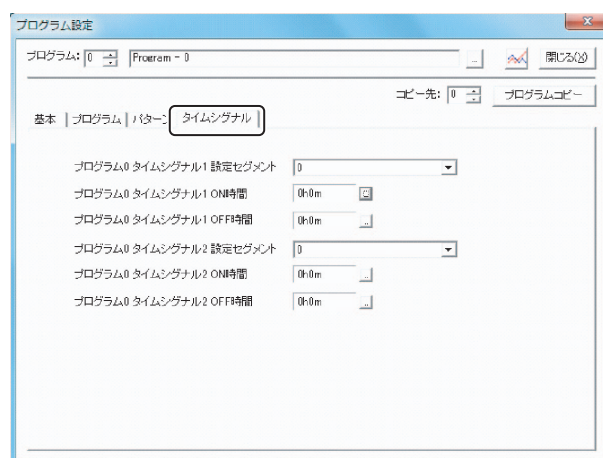 プログラム設定
プログラム: 0 Program - 0 ... 閉じる(X)
コピー先: 0 プログラムコピー
基本 プログラム パターン タイムシグナル
プログラム0 タイムシグナル1 設定セグメント 0
プログラム0 タイムシグナル1 ON時間 0h0m ...
プログラム0 タイムシグナル1 OFF時間 0h0m ...
プログラム0 タイムシグナル2 設定セグメント 0
プログラム0 タイムシグナル2 ON時間 0h0m ...
プログラム0 タイムシグナル2 OFF時間 0h0m ...